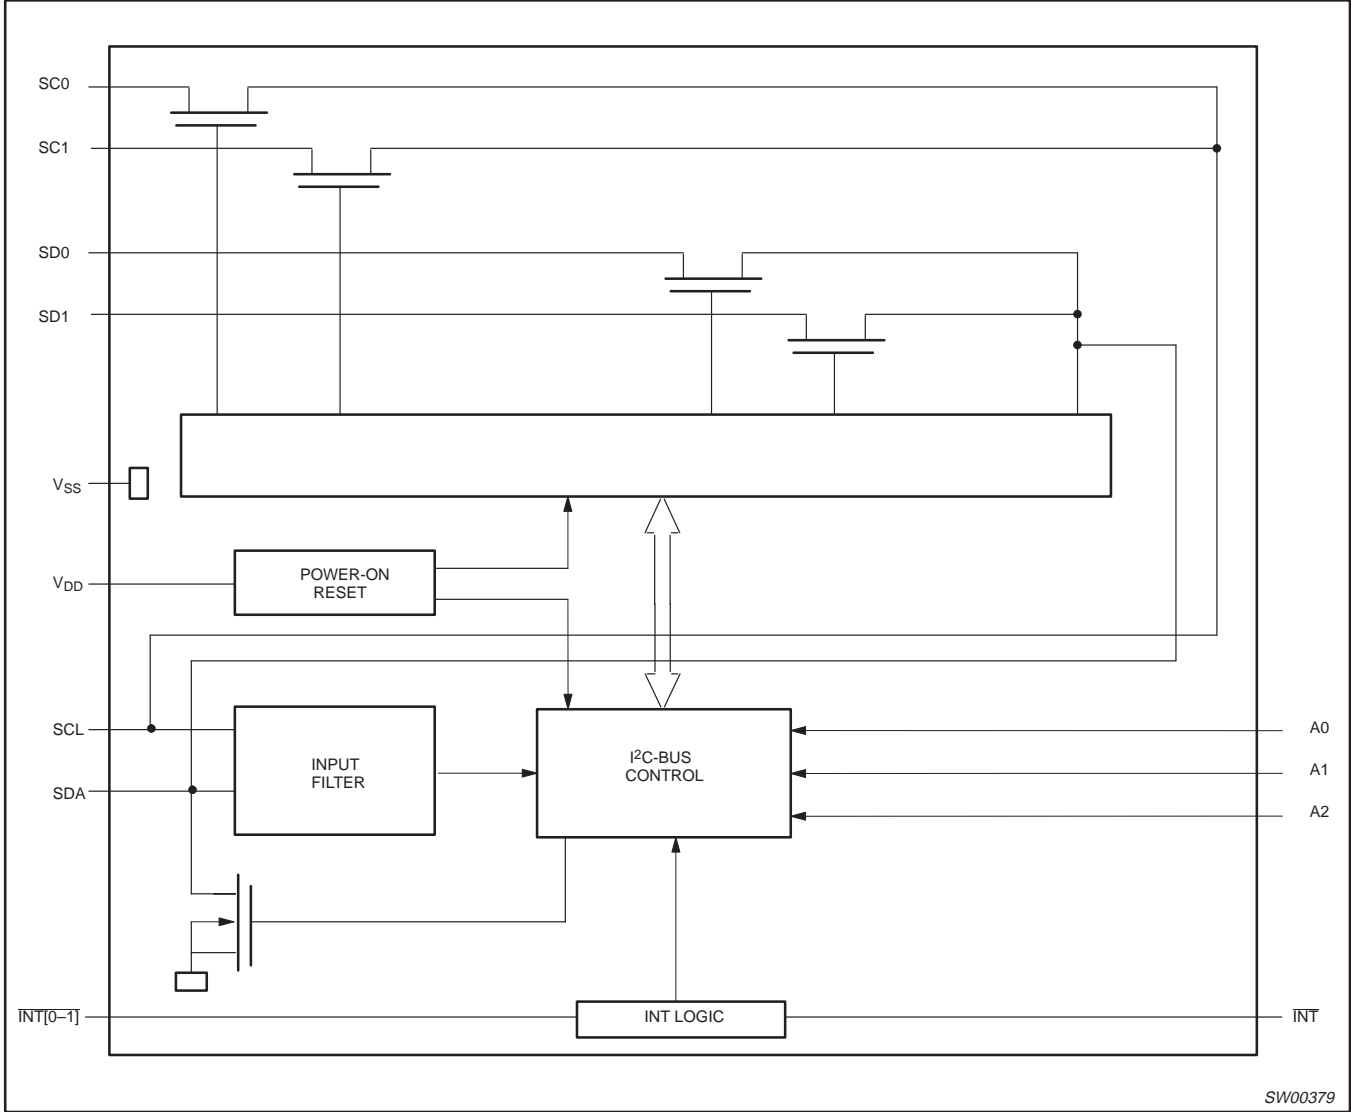 SC0
SC1
SD0
SD1
VSS
VDD
POWER-ON
RESET
SCL
SDA
INPUT
FILTER
I2C-BUS
CONTROL
A0
A1
A2
INT[0–1]
INT LOGIC
INT
SW00379